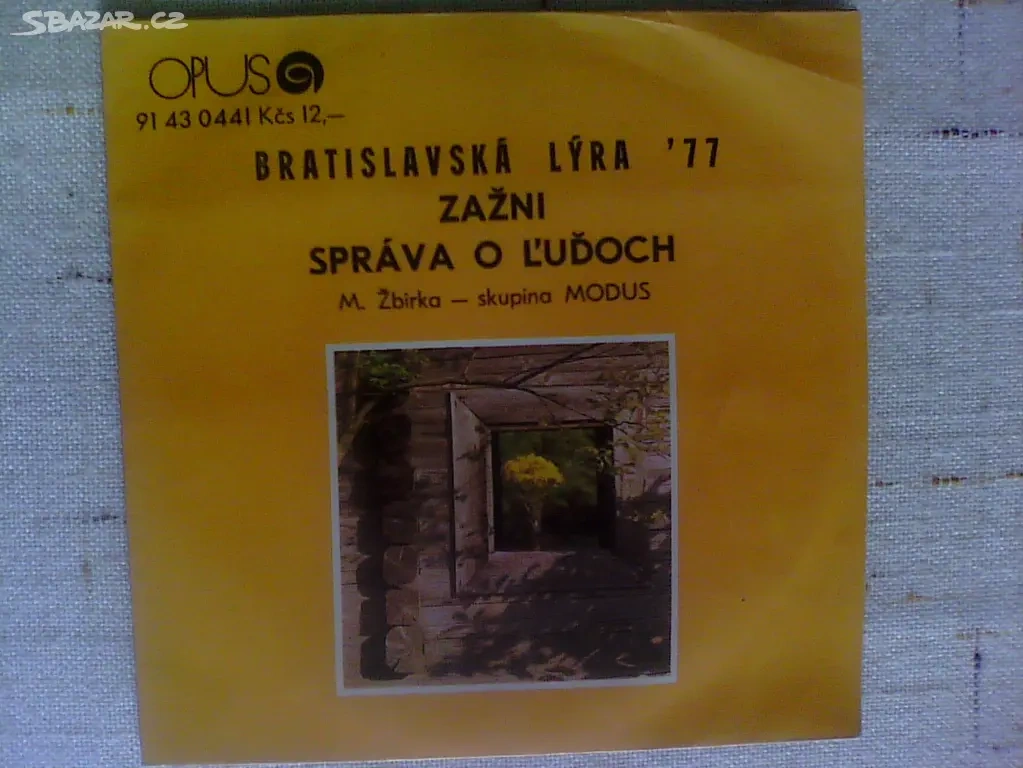 SBAZAR.CZ
OPUS
91 43 0441 Kčs 12,—
BRATISLAVSKÁ LÝRA '77
ZAŽNI
SPRÁVA O ĽUĎOCH
M. Žbirka — skupina MODUS